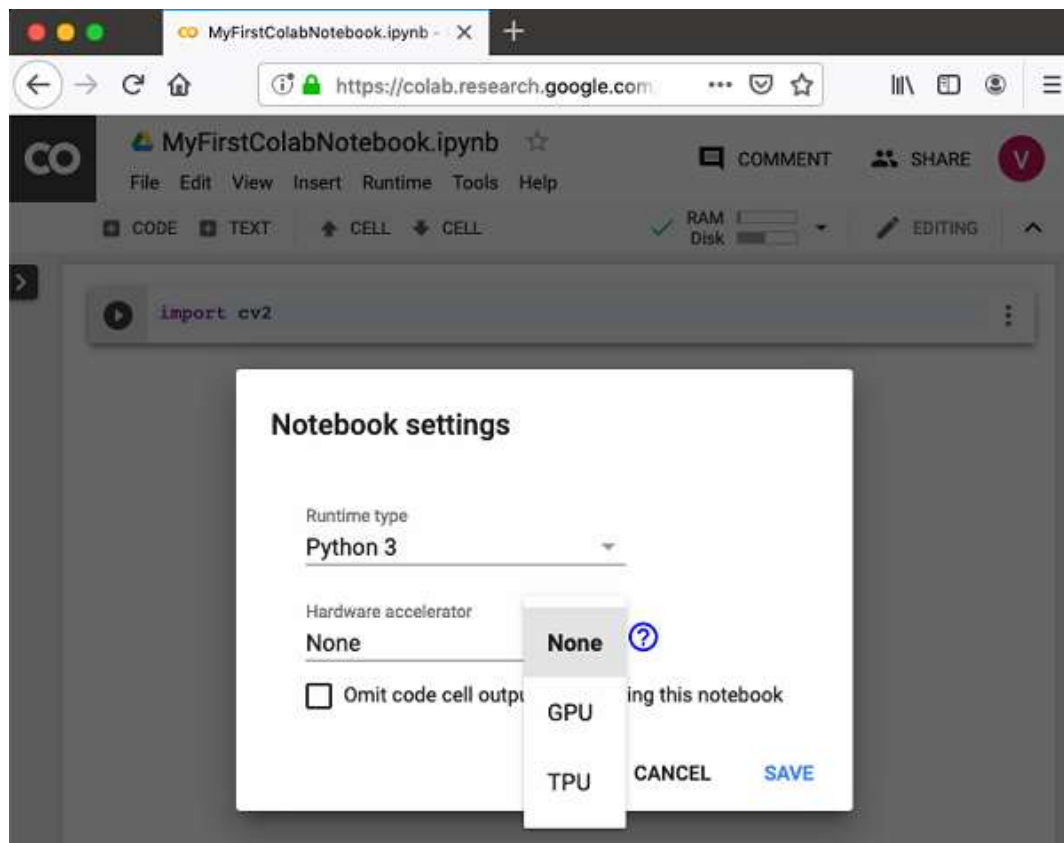 MyFirstColabNotebook.ipynb -
https://colab.research.google.com
CO MyFirstColabNotebook.ipynb
COMMENT SHARE V
File Edit View Insert Runtime Tools Help
CODE TEXT CELL CELL RAM Disk EDITING
import cv2
Notebook settings
Runtime type
Python 3
Hardware accelerator
None
None
Omit code cell outpu ing this notebook
GPU
TPU CANCEL SAVE